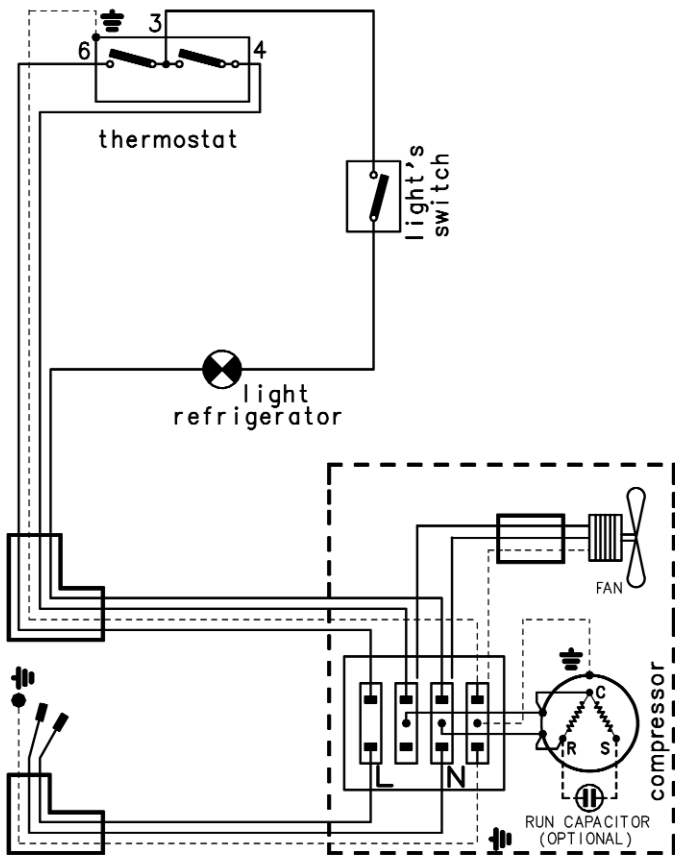 3
6
4
thermostat
light's
switch
light
refrigerator
FAN
compressor
C
R
S
L
N
RUN CAPACITOR
(OPTIONAL)